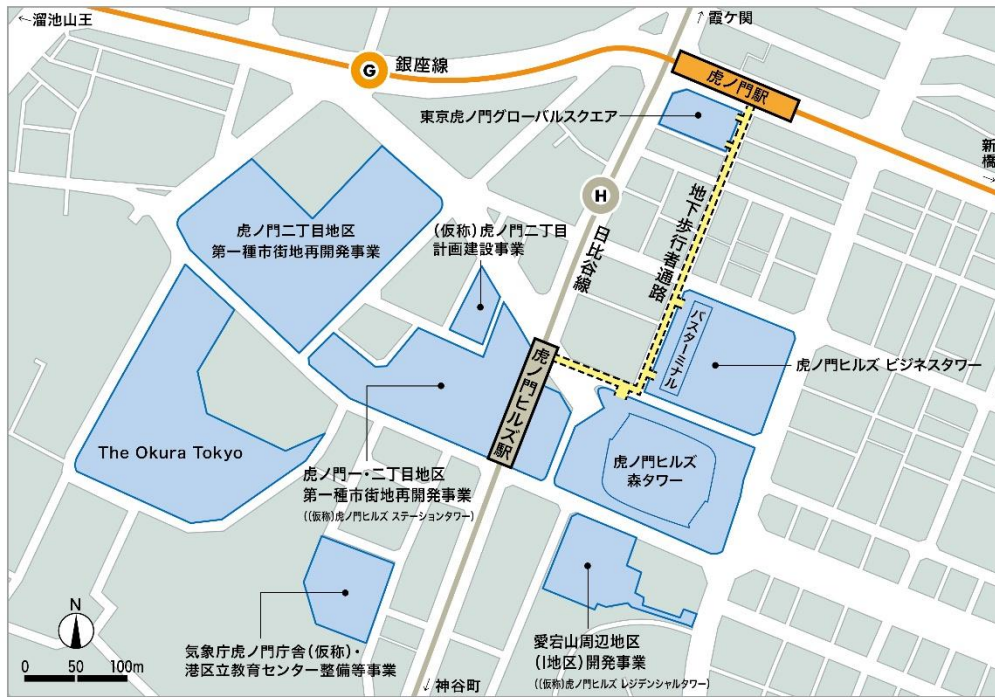 ←溜池山王
↑霞ケ関
G
銀座線
虎ノ門駅
東京虎ノ門グローバルスクエア
新橋→
H
日比谷線
地下歩行者通路
虎ノ門二丁目地区
第一種市街地再開発事業
(仮称)虎ノ門二丁目
計画建設事業
バスターミナル
虎ノ門ヒルズ ビジネスタワー
虎ノ門ヒルズ駅
The Okura Tokyo
虎ノ門ヒルズ
森タワー
虎ノ門一・二丁目地区
第一種市街地再開発事業
((仮称)虎ノ門ヒルズ ステーションタワー)
気象庁虎ノ門庁舎(仮称)・
港区立教育センター整備等事業
愛宕山周辺地区
(I地区)開発事業
((仮称)虎ノ門ヒルズ レジデンシャルタワー)
↓神谷町
N
0 50 100m